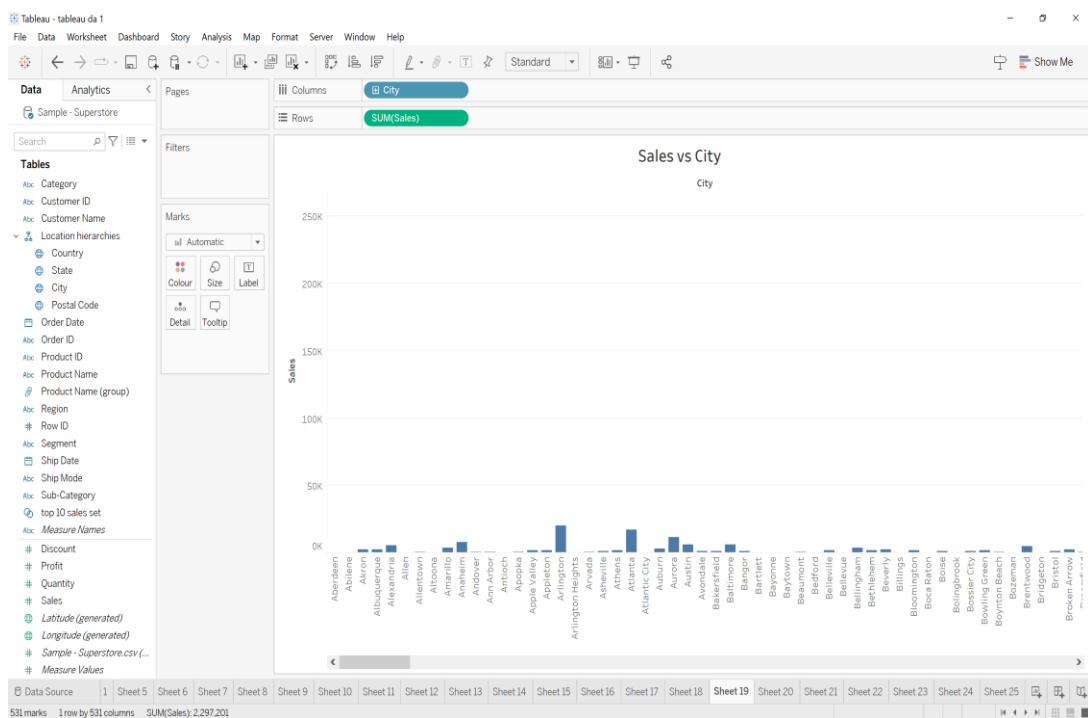 Tableau - tableau da 1
File Data Worksheet Dashboard Story Analysis Map Format Server Window Help
Standard
Show Me
Data Analytics
Sample - Superstore
Search
Tables
Abc Category
Abc Customer ID
Abc Customer Name
Location hierarchies
Country
State
City
Postal Code
Order Date
Abc Order ID
Abc Product ID
Abc Product Name
Product Name (group)
Abc Region
# Row ID
Abc Segment
Ship Date
Abc Ship Mode
Abc Sub-Category
top 10 sales set
Abc Measure Names
# Discount
# Profit
# Quantity
# Sales
Latitude (generated)
Longitude (generated)
# Sample - Superstore.csv (...
# Measure Values
Pages
Filters
Marks
Automatic
Colour Size Label
Detail Tooltip
Columns City
Rows SUM(Sales)
Sales vs City
City
Sales
250K
200K
150K
100K
50K
0K
Aberdeen
Abilene
Akron
Albuquerque
Alexandria
Allen
Allentown
Altoona
Amarillo
Anaheim
Andover
Ann Arbor
Antioch
Apopka
Apple Valley
Appleton
Arlington
Arlington Heights
Arvada
Asheville
Athens
Atlanta
Atlantic City
Auburn
Aurora
Austin
Avondale
Bakersfield
Baltimore
Bangor
Bartlett
Bayonne
Baytown
Beaumont
Bedford
Belleville
Bellevue
Bellingham
Bethlehem
Beverly
Billings
Bloomington
Boca Raton
Boise
Bolingbrook
Bossier City
Bowling Green
Boynton Beach
Bozeman
Brentwood
Bridgeton
Bristol
Broken Arrow
Data Source 1 Sheet 5 Sheet 6 Sheet 7 Sheet 8 Sheet 9 Sheet 10 Sheet 11 Sheet 12 Sheet 13 Sheet 14 Sheet 15 Sheet 16 Sheet 17 Sheet 18 Sheet 19 Sheet 20 Sheet 21 Sheet 22 Sheet 23 Sheet 24 Sheet 25
531 marks 1 row by 531 columns SUM(Sales): 2,297,201